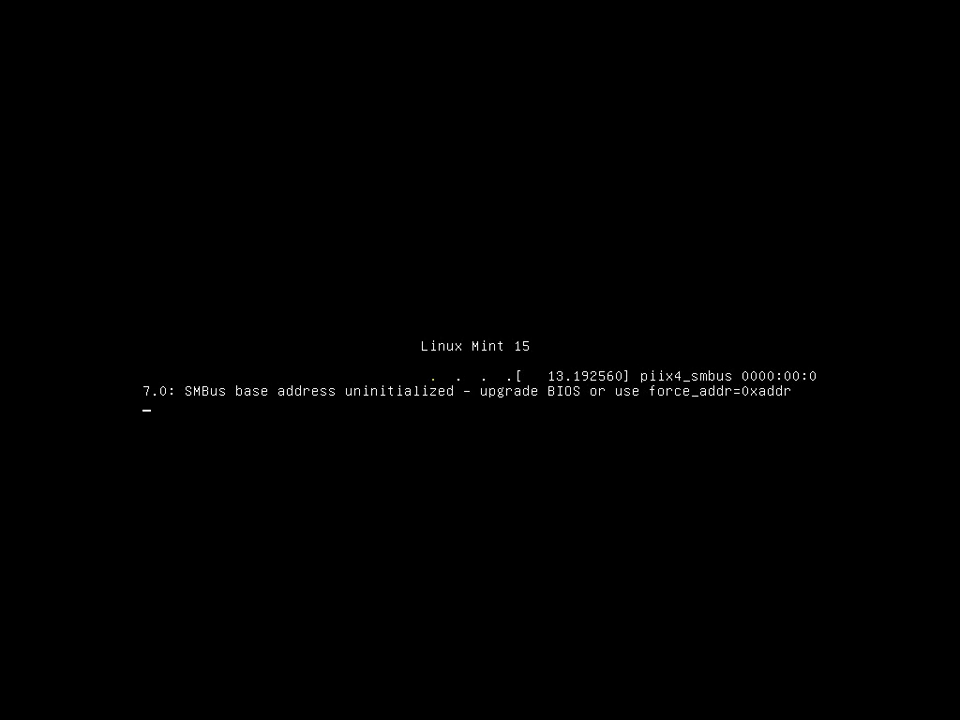 Linux Mint 15
. . . .[   13.192560] piix4_smbus 0000:00:0
7.0: SMBus base address uninitialized - upgrade BIOS or use force_addr=0xaddr